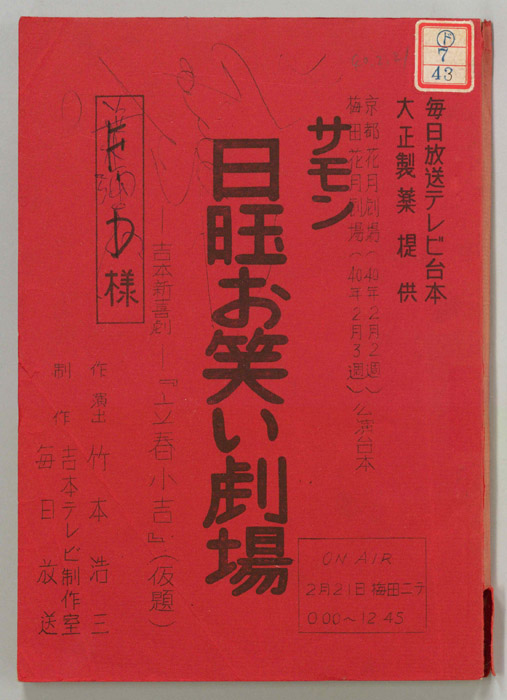 ド
7
43
毎日放送テレビ台本
大正製薬提供
京都花月劇場(40年2月2週)
梅田花月劇場(40年2月3週)公演台本
サモン
日曜お笑い劇場
―吉本新喜劇―『立春小吉』(仮題)
様
作 演出 竹本浩三
制作 吉本テレビ制作室
毎日放送
ON AIR
2月21日 梅田ニテ
0.00～12.45